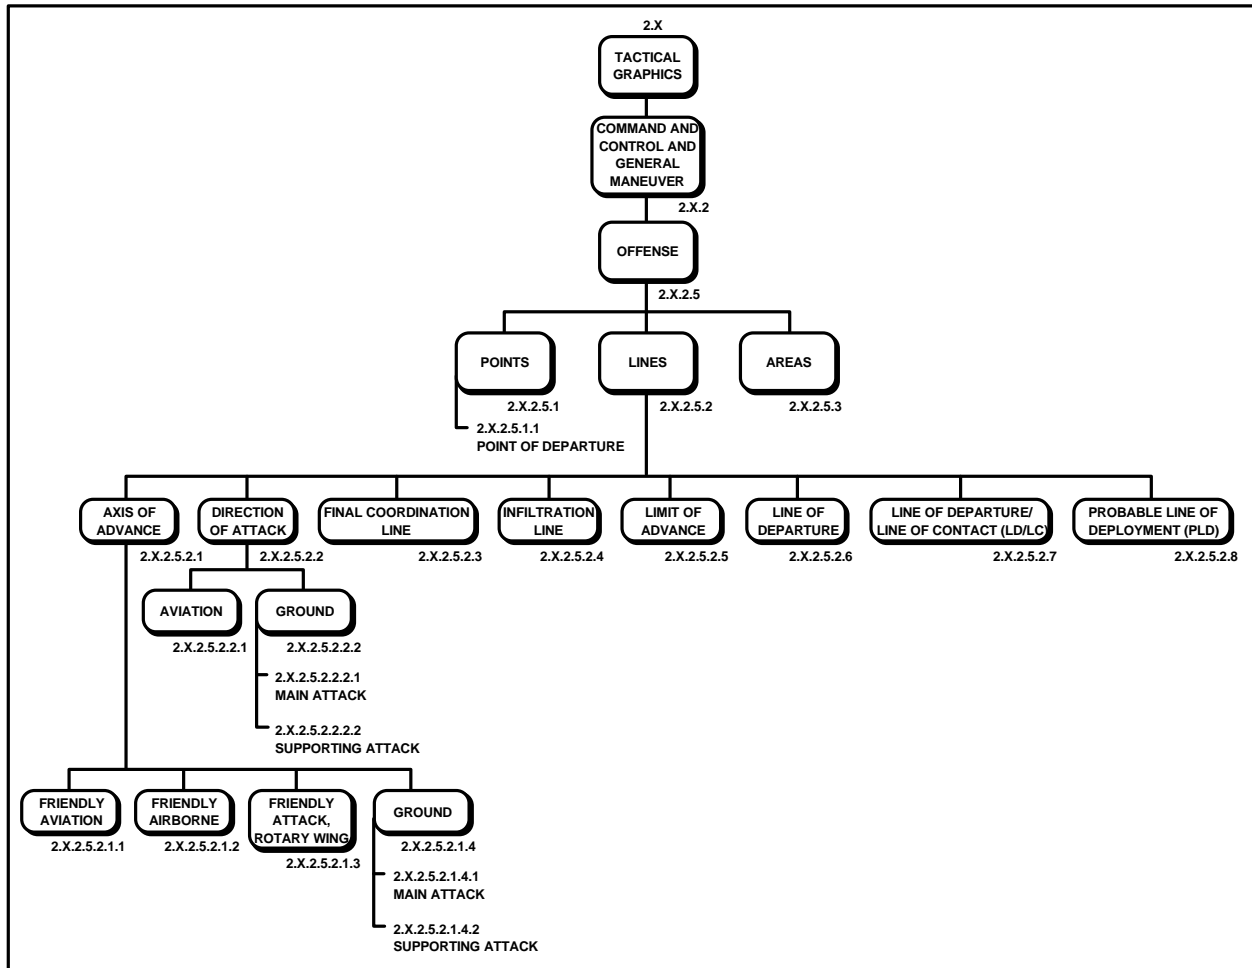 2.X
TACTICAL
GRAPHICS
COMMAND AND
CONTROL AND
GENERAL
MANEUVER
2.X.2
OFFENSE
2.X.2.5
POINTS
LINES
AREAS
2.X.2.5.1
2.X.2.5.2
2.X.2.5.3
2.X.2.5.1.1
POINT OF DEPARTURE
AXIS OF
ADVANCE
2.X.2.5.2.1
DIRECTION
OF ATTACK
2.X.2.5.2.2
FINAL COORDINATION
LINE
2.X.2.5.2.3
INFILTRATION
LINE
2.X.2.5.2.4
LIMIT OF
ADVANCE
2.X.2.5.2.5
LINE OF
DEPARTURE
2.X.2.5.2.6
LINE OF DEPARTURE/
LINE OF CONTACT (LD/LC)
2.X.2.5.2.7
PROBABLE LINE OF
DEPLOYMENT (PLD)
2.X.2.5.2.8
AVIATION
2.X.2.5.2.2.1
GROUND
2.X.2.5.2.2.2
2.X.2.5.2.2.2.1
MAIN ATTACK
2.X.2.5.2.2.2.2
SUPPORTING ATTACK
FRIENDLY
AVIATION
2.X.2.5.2.1.1
FRIENDLY
AIRBORNE
2.X.2.5.2.1.2
FRIENDLY
ATTACK,
ROTARY WING
2.X.2.5.2.1.3
GROUND
2.X.2.5.2.1.4
2.X.2.5.2.1.4.1
MAIN ATTACK
2.X.2.5.2.1.4.2
SUPPORTING ATTACK